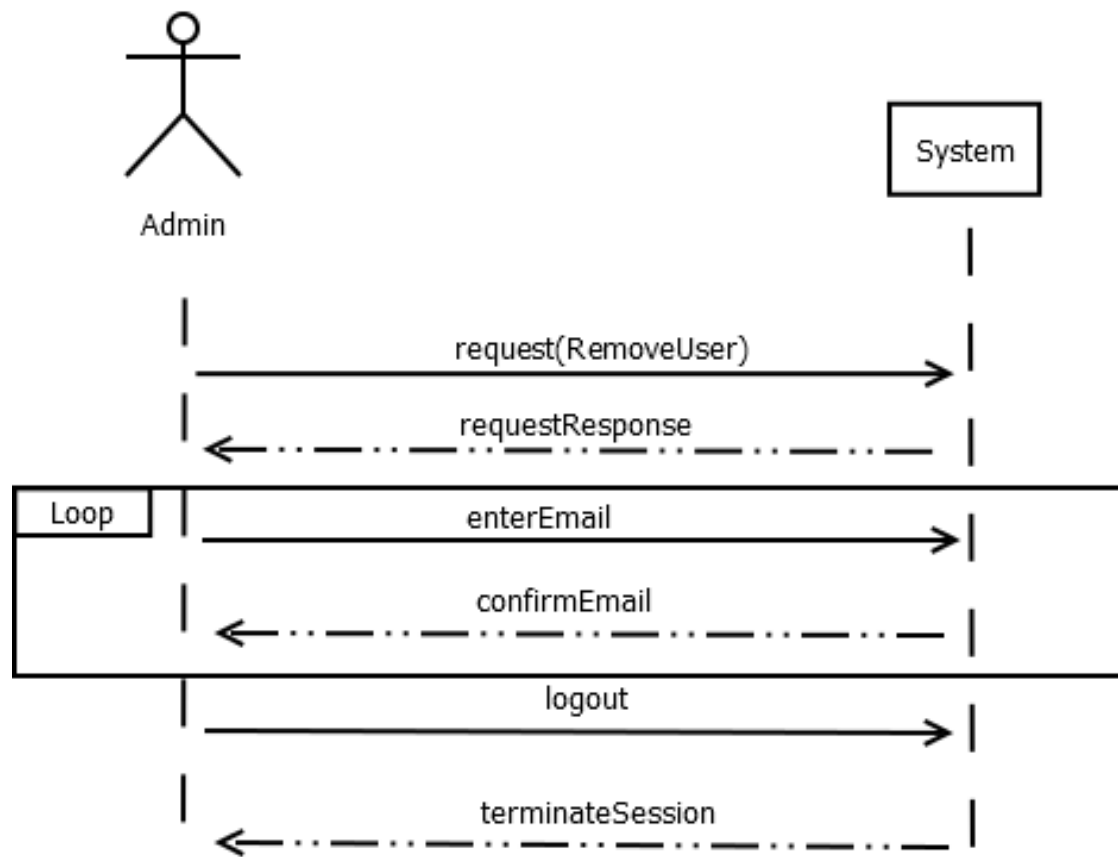 System
Admin
request(RemoveUser)
requestResponse
Loop
enterEmail
confirmEmail
logout
terminateSession